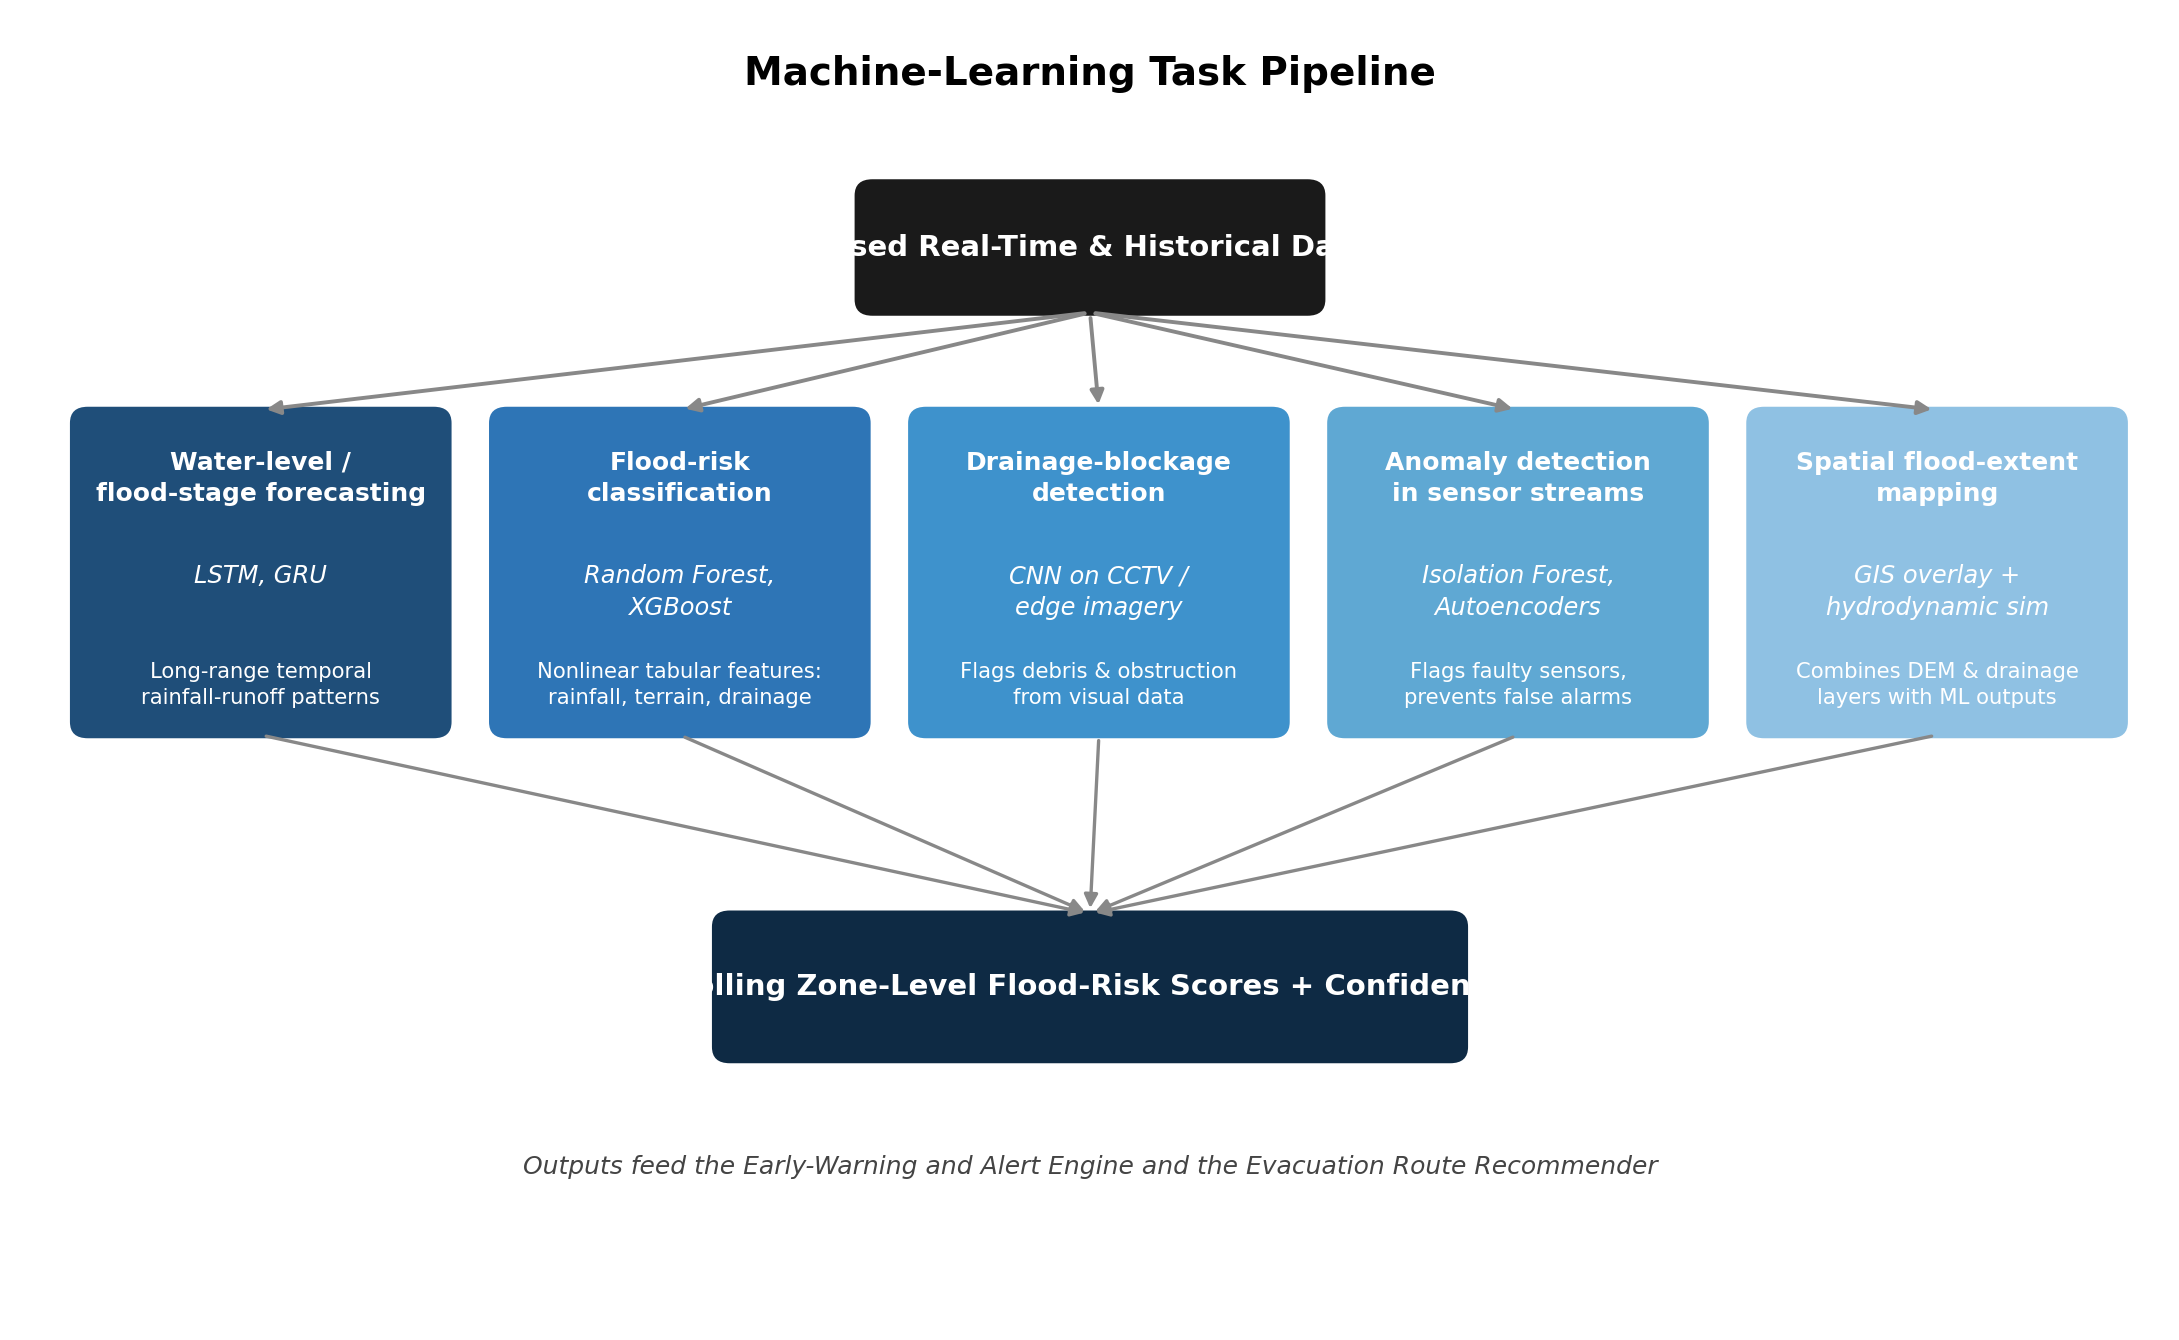 Machine-Learning Task Pipeline
sed Real-Time & Historical Da
Water-level /
flood-stage forecasting
LSTM, GRU
Long-range temporal
rainfall-runoff patterns
Flood-risk
classification
Random Forest,
XGBoost
Nonlinear tabular features:
rainfall, terrain, drainage
Drainage-blockage
detection
CNN on CCTV /
edge imagery
Flags debris & obstruction
from visual data
Anomaly detection
in sensor streams
Isolation Forest,
Autoencoders
Flags faulty sensors,
prevents false alarms
Spatial flood-extent
mapping
GIS overlay +
hydrodynamic sim
Combines DEM & drainage
layers with ML outputs
olling Zone-Level Flood-Risk Scores + Confiden
Outputs feed the Early-Warning and Alert Engine and the Evacuation Route Recommender